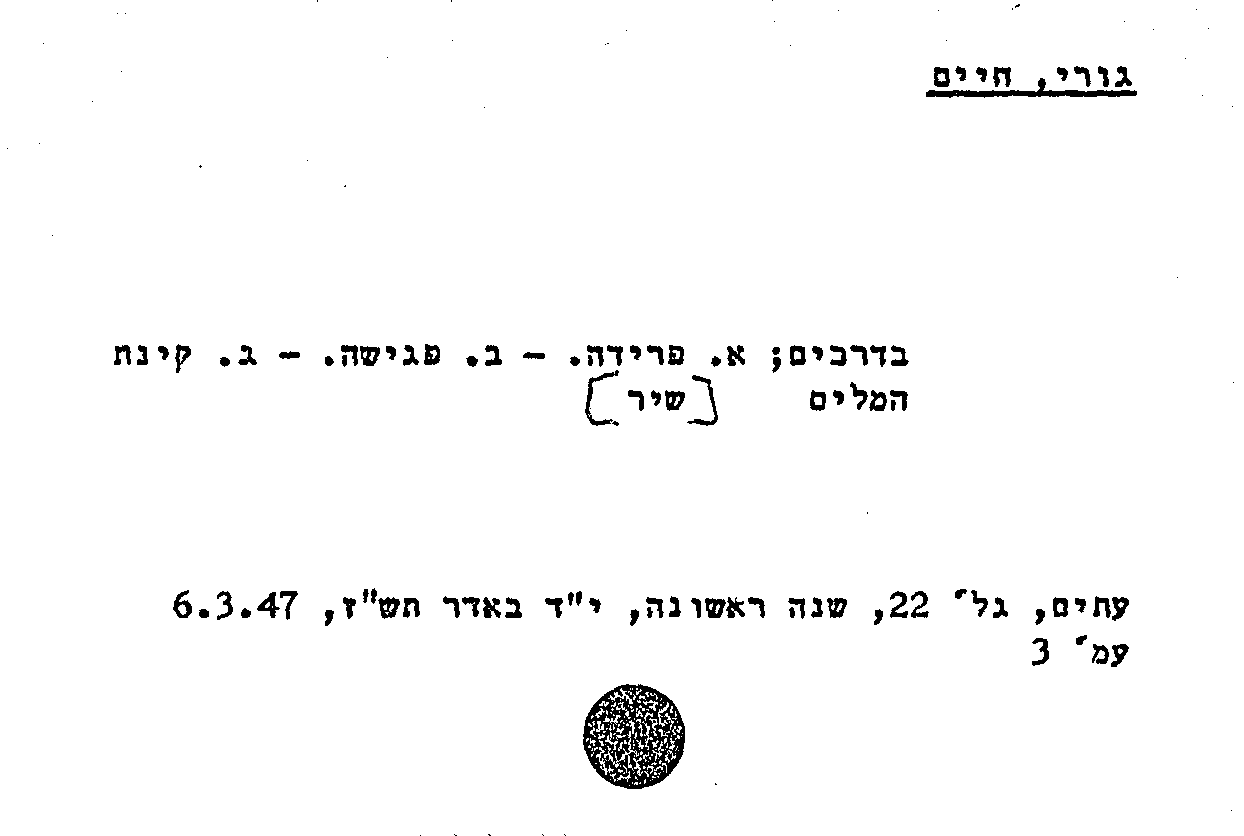 גורי, חיים
בדרכים; א. פרידה. – ב. פגישה. – ג. קינת
המלים [שיר]
עתים, גל' 22, שנה ראשונה, י"ד באדר תש"ז, 6.3.47
עמ' 3